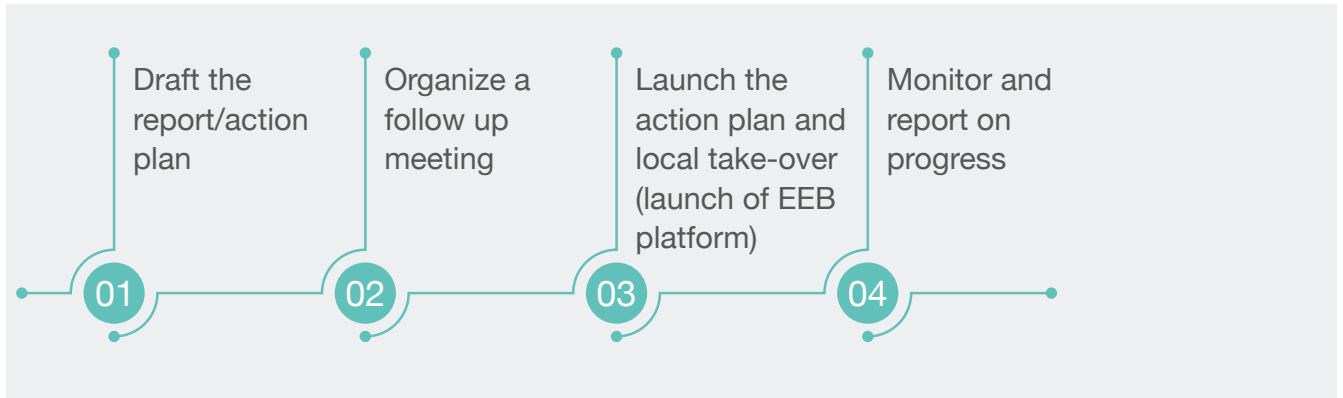 Draft the
report/action
plan
Organize a
follow up
meeting
Launch the
action plan and
local take-over
(launch of EEB
platform)
Monitor and
report on
progress
01
02
03
04